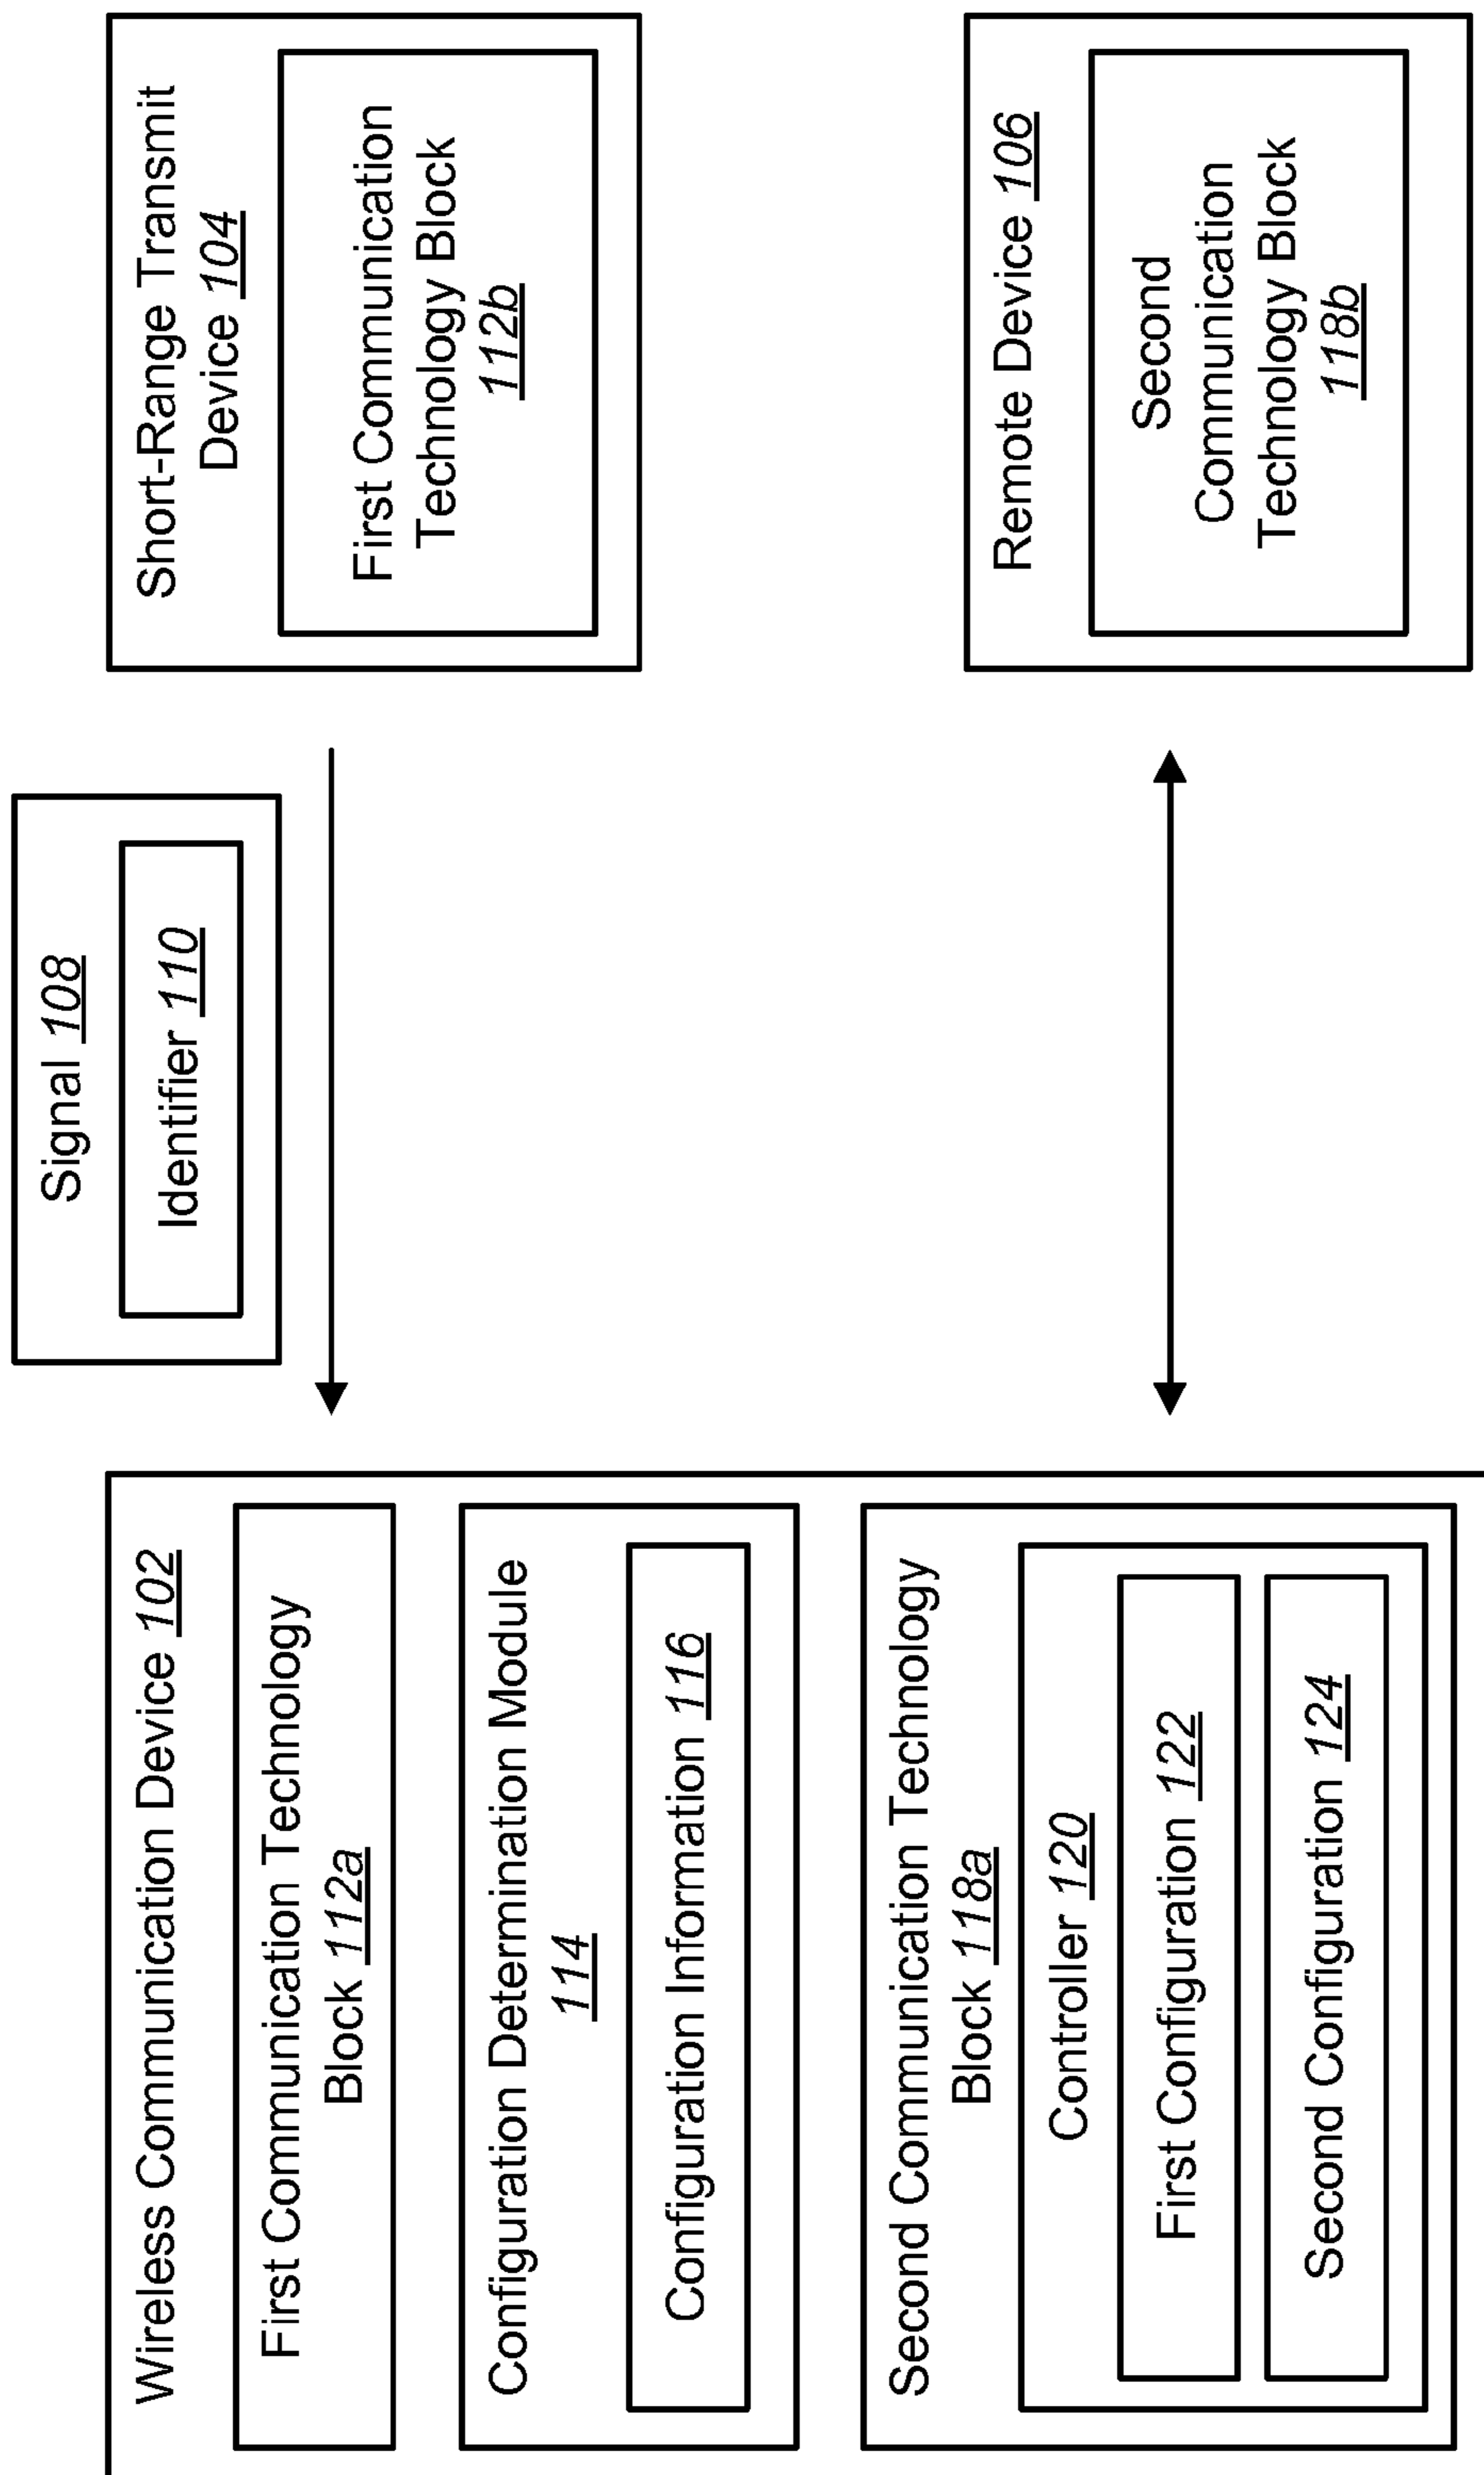 Wireless Communication Device 102
First Communication Technology
Block 112a
Configuration Determination Module
114
Configuration Information 116
Second Communication Technology
Block 118a
Controller 120
First Configuration 122
Second Configuration 124
Signal 108
Identifier 110
Short-Range Transmit
Device 104
First Communication
Technology Block
112b
Remote Device 106
Second
Communication
Technology Block
118b